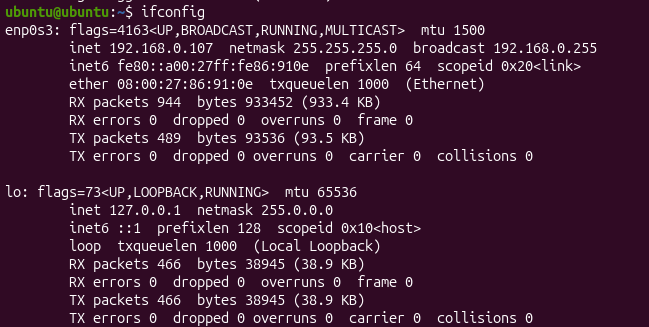 ubuntu@ubuntu:~$ ifconfig
enp0s3: flags=4163<UP,BROADCAST,RUNNING,MULTICAST>  mtu 1500
        inet 192.168.0.107  netmask 255.255.255.0  broadcast 192.168.0.255
        inet6 fe80::a00:27ff:fe86:910e  prefixlen 64  scopeid 0x20<link>
        ether 08:00:27:86:91:0e  txqueuelen 1000  (Ethernet)
        RX packets 944  bytes 933452 (933.4 KB)
        RX errors 0  dropped 0  overruns 0  frame 0
        TX packets 489  bytes 93536 (93.5 KB)
        TX errors 0  dropped 0 overruns 0  carrier 0  collisions 0

lo: flags=73<UP,LOOPBACK,RUNNING>  mtu 65536
        inet 127.0.0.1  netmask 255.0.0.0
        inet6 ::1  prefixlen 128  scopeid 0x10<host>
        loop  txqueuelen 1000  (Local Loopback)
        RX packets 466  bytes 38945 (38.9 KB)
        RX errors 0  dropped 0  overruns 0  frame 0
        TX packets 466  bytes 38945 (38.9 KB)
        TX errors 0  dropped 0 overruns 0  carrier 0  collisions 0